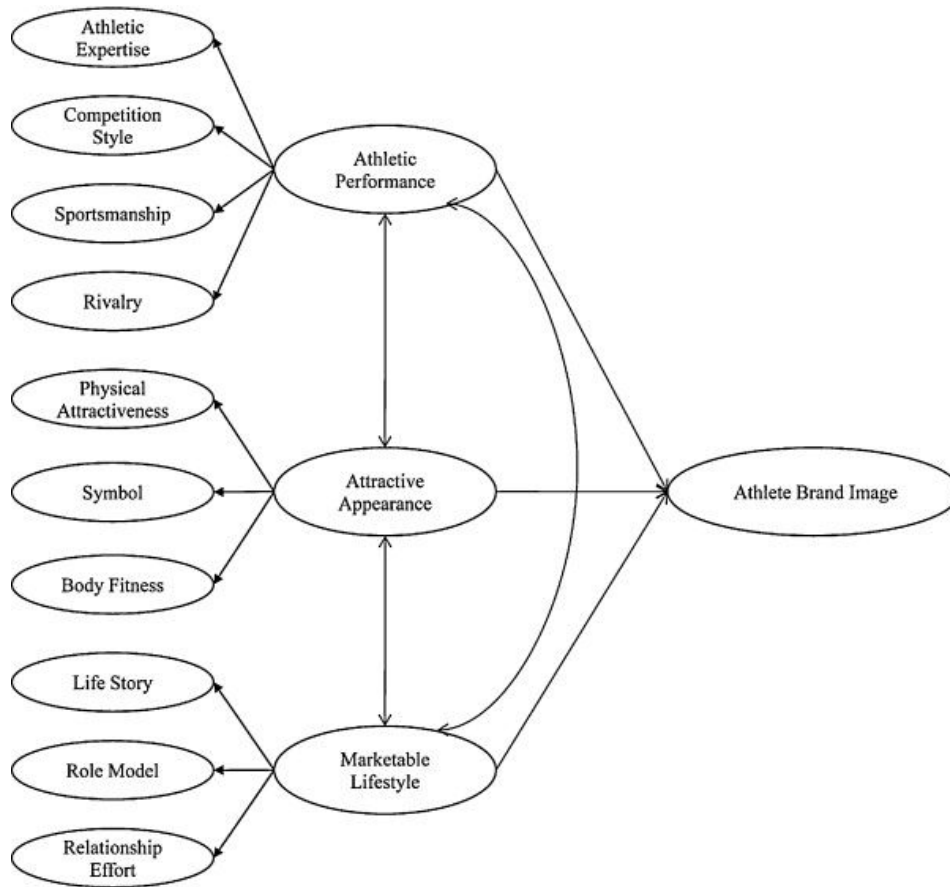 Athletic
Expertise
Competition
Style
Sportsmanship
Rivalry
Athletic
Performance
Physical
Attractiveness
Symbol
Body Fitness
Attractive
Appearance
Athlete Brand Image
Life Story
Role Model
Relationship
Effort
Marketable
Lifestyle